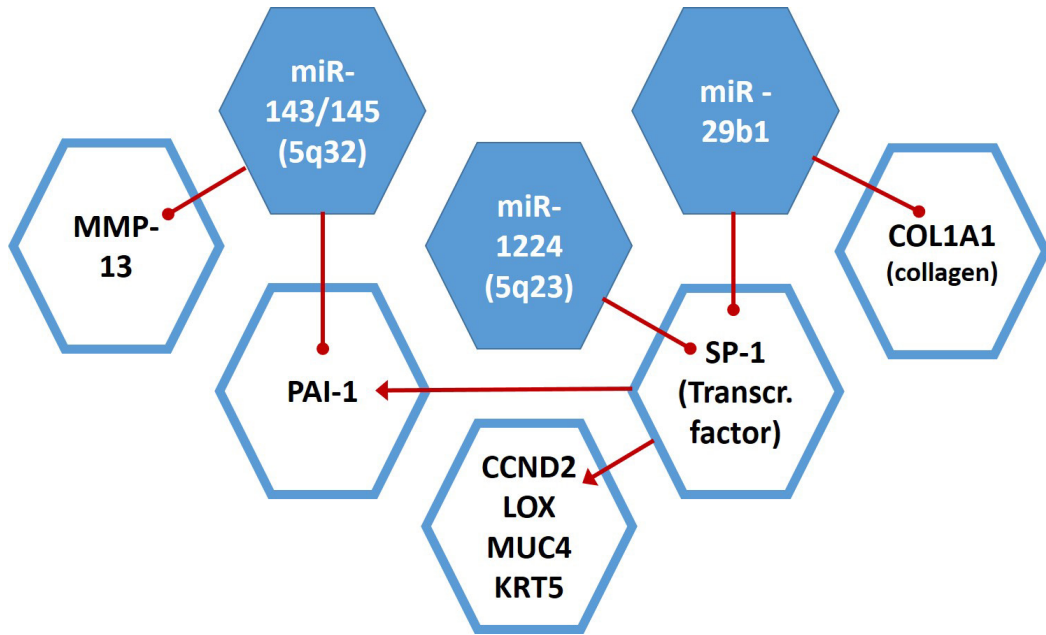 miR-
143/145
(5q32)
miR -
29b1
MMP-
13
miR-
1224
(5q23)
COL1A1
(collagen)
PAI-1
SP-1
(Transcr.
factor)
CCND2
LOX
MUC4
KRT5